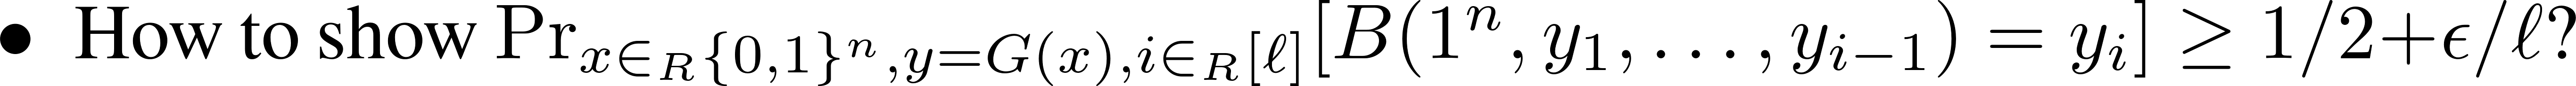 • How to show Pr_{x∈_R{0,1}^n,y=G(x),i∈_R[ℓ]}[B(1^n, y_1, . . . , y_{i−1}) = y_i] ≥ 1/2+ϵ/ℓ?